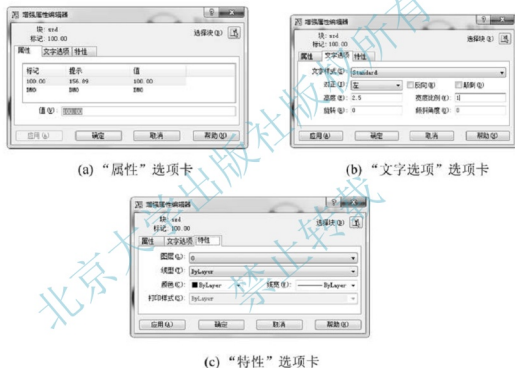 增强属性编辑器
块: szd
标记: 100.00
选择块(B)
属性 文字选项 特性
标记 提示 值
100.00 156.89 100.00
值(V):
应用(A) 确定 取消 帮助(H)
(a) “属性”选项卡
增强属性编辑器
块: szd
标记: 100.00
选择块(B)
属性 文字选项 特性
文字样式(S): Standard
对正(J): 左 反向(K) 颠倒(D)
高度(E): 2.5 宽度比例(W): 1
旋转(R): 0 倾斜角度(O): 0
应用(A) 确定 取消 帮助(H)
(b) “文字选项”选项卡
增强属性编辑器
块: szd
标记: 100.00
选择块(B)
属性 文字选项 特性
图层(L): 0
线型(T): ByLayer
颜色(C): ByLayer 线宽(W): ByLayer
打印样式(S): ByLayer
应用(A) 确定 取消 帮助(H)
(c) “特性”选项卡
北京大学出版社版权所有
禁止转载